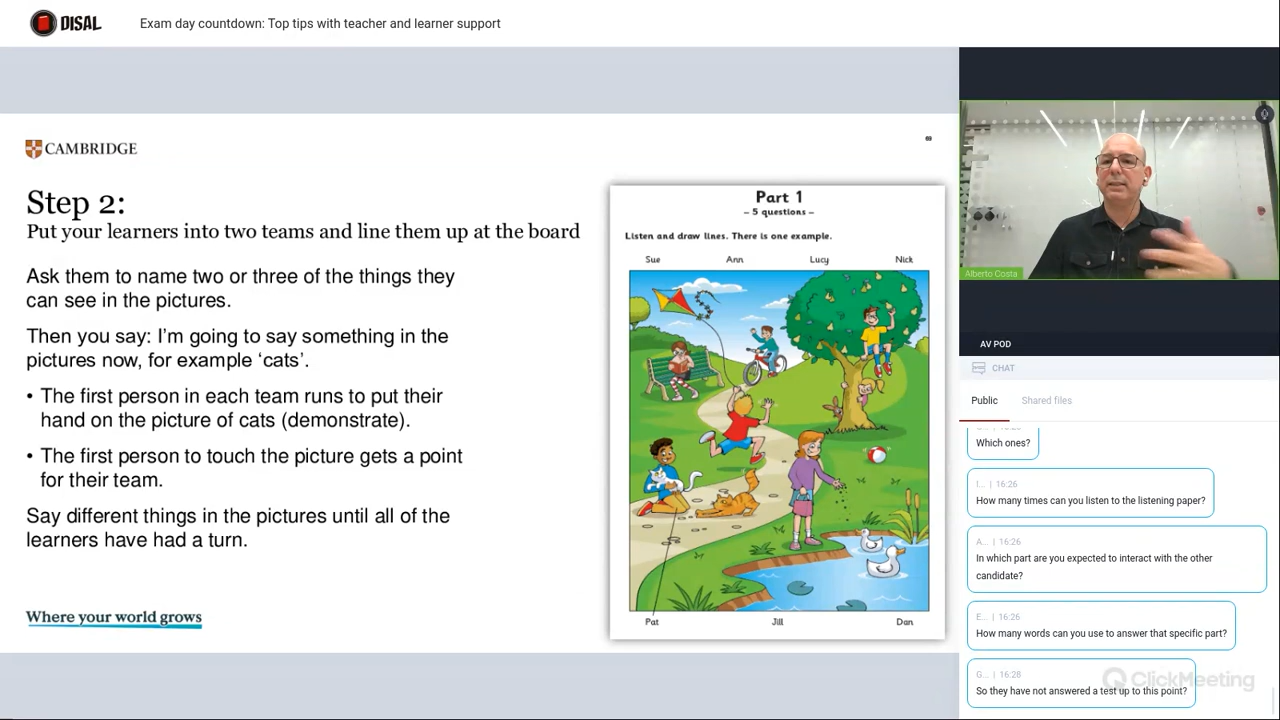 DISAL
Exam day countdown: Top tips with teacher and learner support
CAMBRIDGE
Step 2:
Put your learners into two teams and line them up at the board
Ask them to name two or three of the things they
can see in the pictures.
Then you say: I'm going to say something in the
pictures now, for example 'cats'.
• The first person in each team runs to put their
hand on the picture of cats (demonstrate).
• The first person to touch the picture gets a point
for their team.
Say different things in the pictures until all of the
learners have had a turn.
Where your world grows
Part 1
– 5 questions –
Listen and draw lines. There is one example.
Sue Ann Lucy Nick
Pat Jill Dan
Alberto Costa
AV POD
CHAT
Public Shared files
Which ones?
I... | 16:26
How many times can you listen to the listening paper?
A... | 16:26
In which part are you expected to interact with the other
candidate?
E... | 16:26
How many words can you use to answer that specific part?
G... | 16:28
So they have not answered a test up to this point?
ClickMeeting